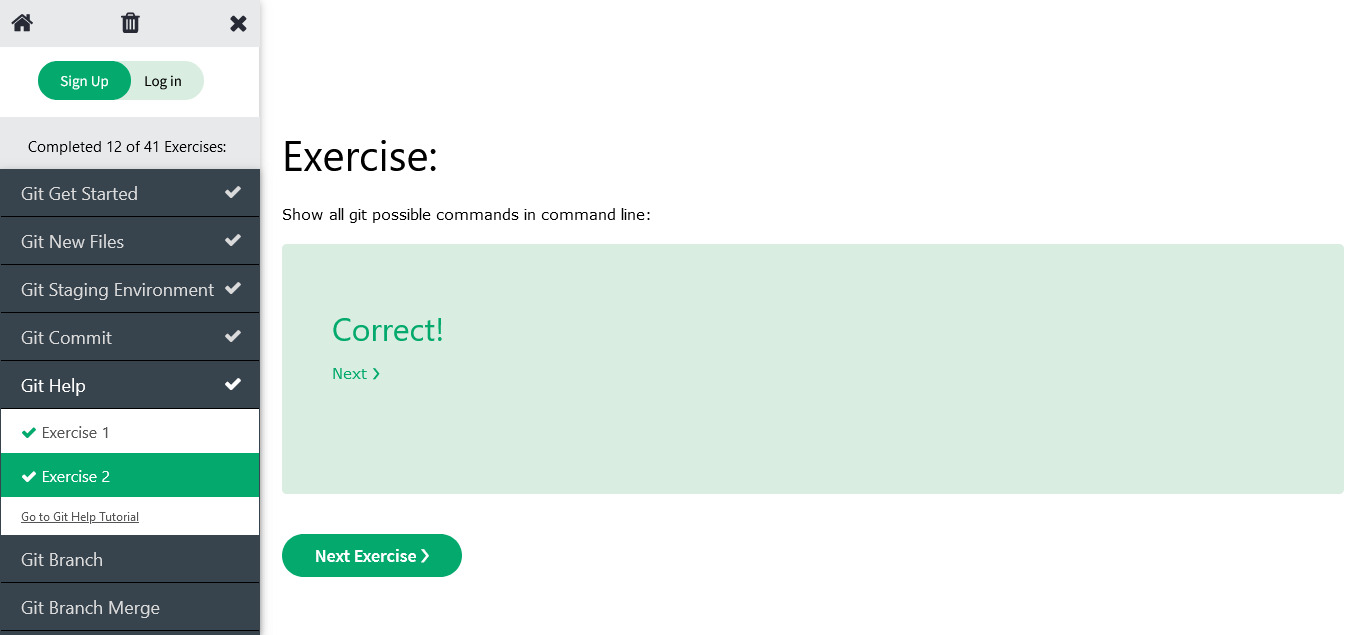 Sign Up
Log in
Completed 12 of 41 Exercises:
Git Get Started
Git New Files
Git Staging Environment
Git Commit
Git Help
Exercise 1
Exercise 2
Go to Git Help Tutorial
Git Branch
Git Branch Merge
Exercise:
Show all git possible commands in command line:
Correct!
Next ❯
Next Exercise ❯